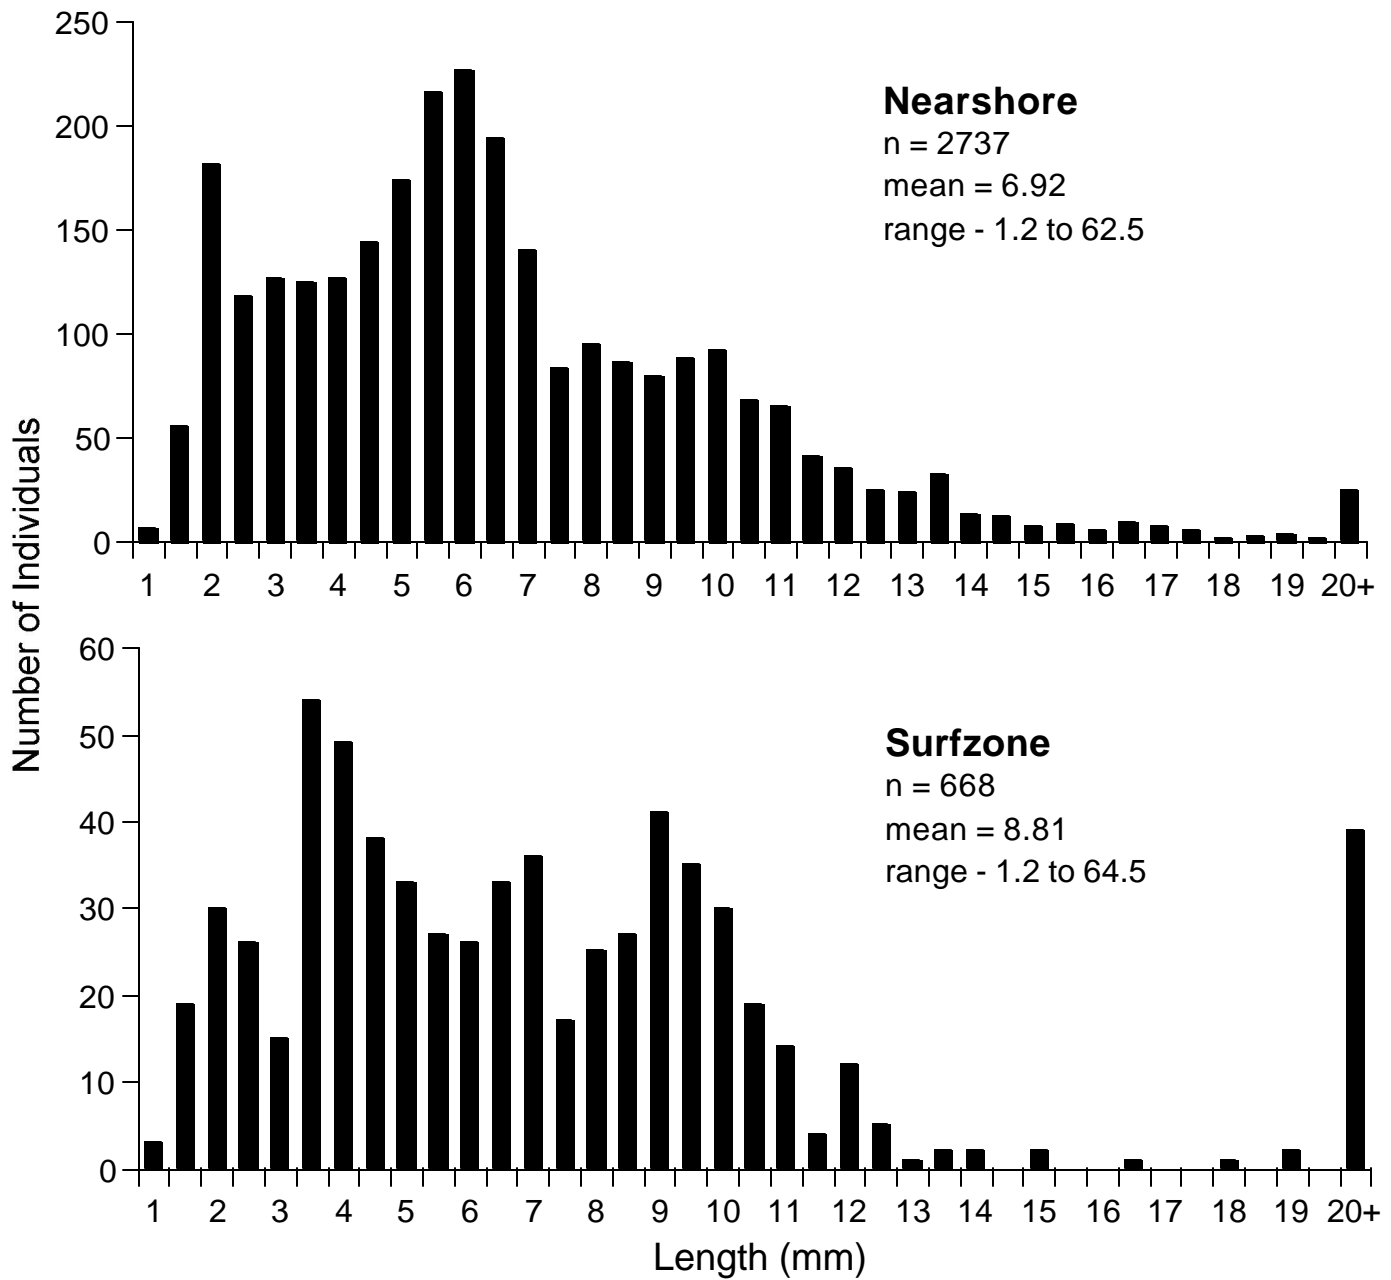 Number of Individuals
250
200
150
100
50
0
Nearshore
n = 2737
mean = 6.92
range - 1.2 to 62.5
1 2 3 4 5 6 7 8 9 10 11 12 13 14 15 16 17 18 19 20+
60
50
40
30
20
10
0
Surfzone
n = 668
mean = 8.81
range - 1.2 to 64.5
1 2 3 4 5 6 7 8 9 10 11 12 13 14 15 16 17 18 19 20+
Length (mm)